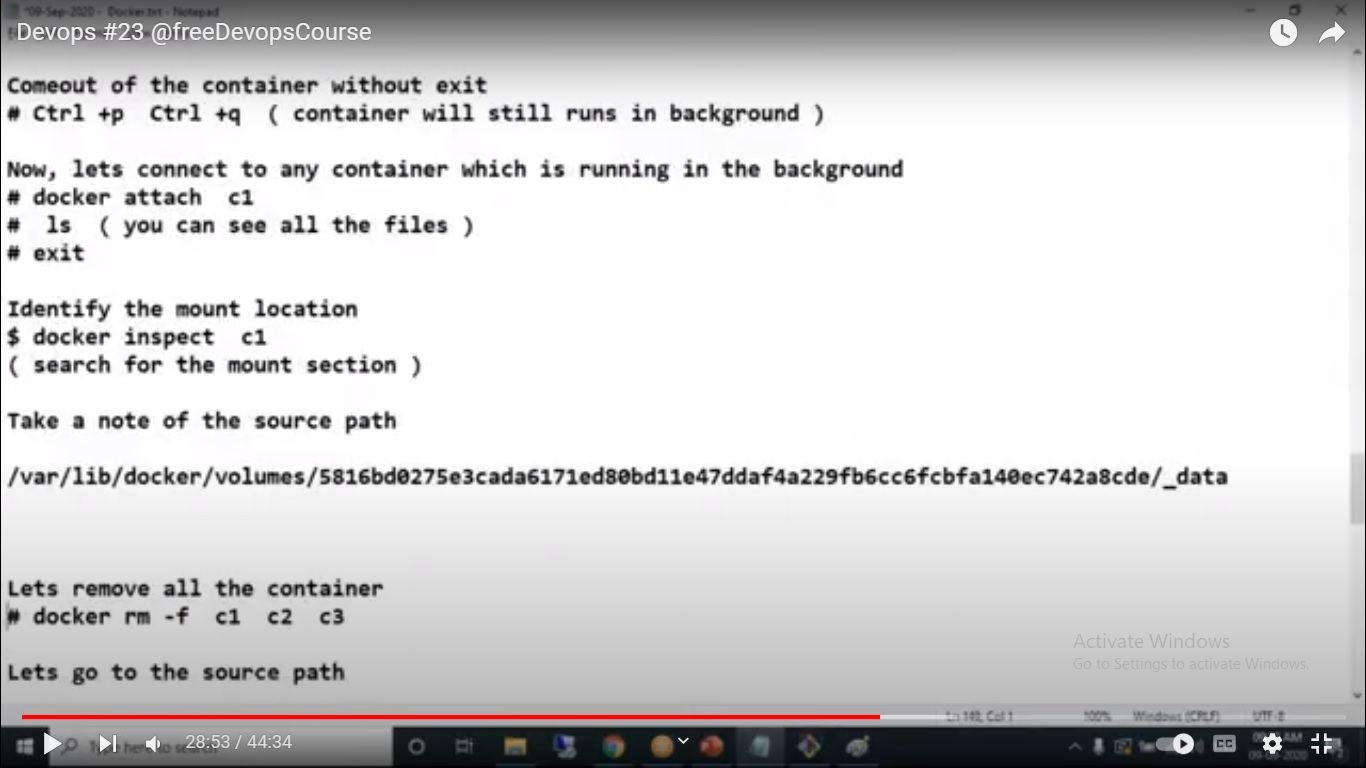 *09-Sep-2020 - Docker.txt - Notepad
Devops #23 @freeDevopsCourse
Comeout of the container without exit
# Ctrl +p  Ctrl +q  ( container will still runs in background )
Now, lets connect to any container which is running in the background
# docker attach  c1
#  ls  ( you can see all the files )
# exit
Identify the mount location
$ docker inspect  c1
( search for the mount section )
Take a note of the source path
/var/lib/docker/volumes/5816bd0275e3cada6171ed80bd11e47ddaf4a229fb6cc6fcbfa140ec742a8cde/_data
Lets remove all the container
# docker rm -f  c1  c2  c3
Activate Windows
Go to Settings to activate Windows.
Lets go to the source path
Ln 149, Col 1 100% Windows (CRLF) UTF-8
28:53 / 44:34
CC
09-09-2020